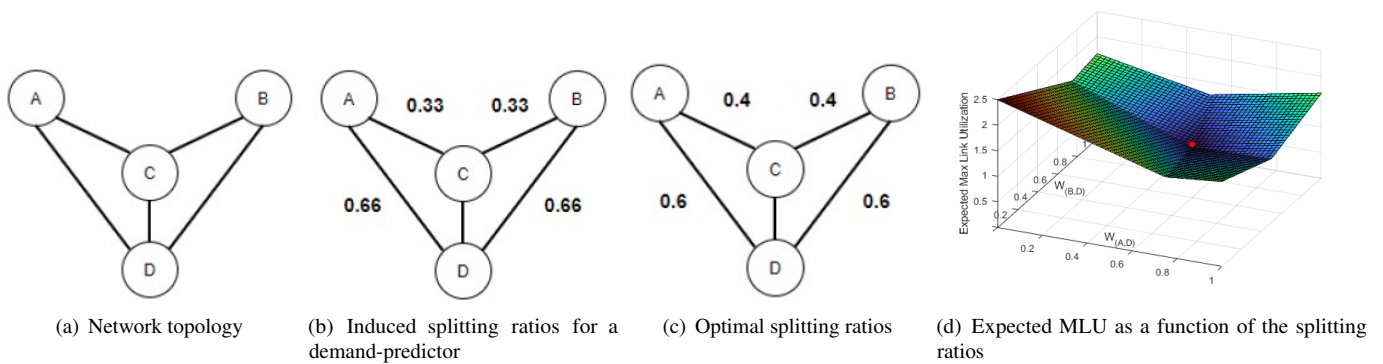 A
B
C
D
(a) Network topology
A
0.33
0.33
B
C
0.66
0.66
D
(b) Induced splitting ratios for a
demand-predictor
A
0.4
0.4
B
C
0.6
0.6
D
(c) Optimal splitting ratios
Expected Max Link Utilization
2.5
2
1.5
1
0.5
1
0.8
0.6
0.4
0.2
W(B,D)
0.2
0.4
0.6
0.8
1
W(A,D)
(d) Expected MLU as a function of the splitting
ratios